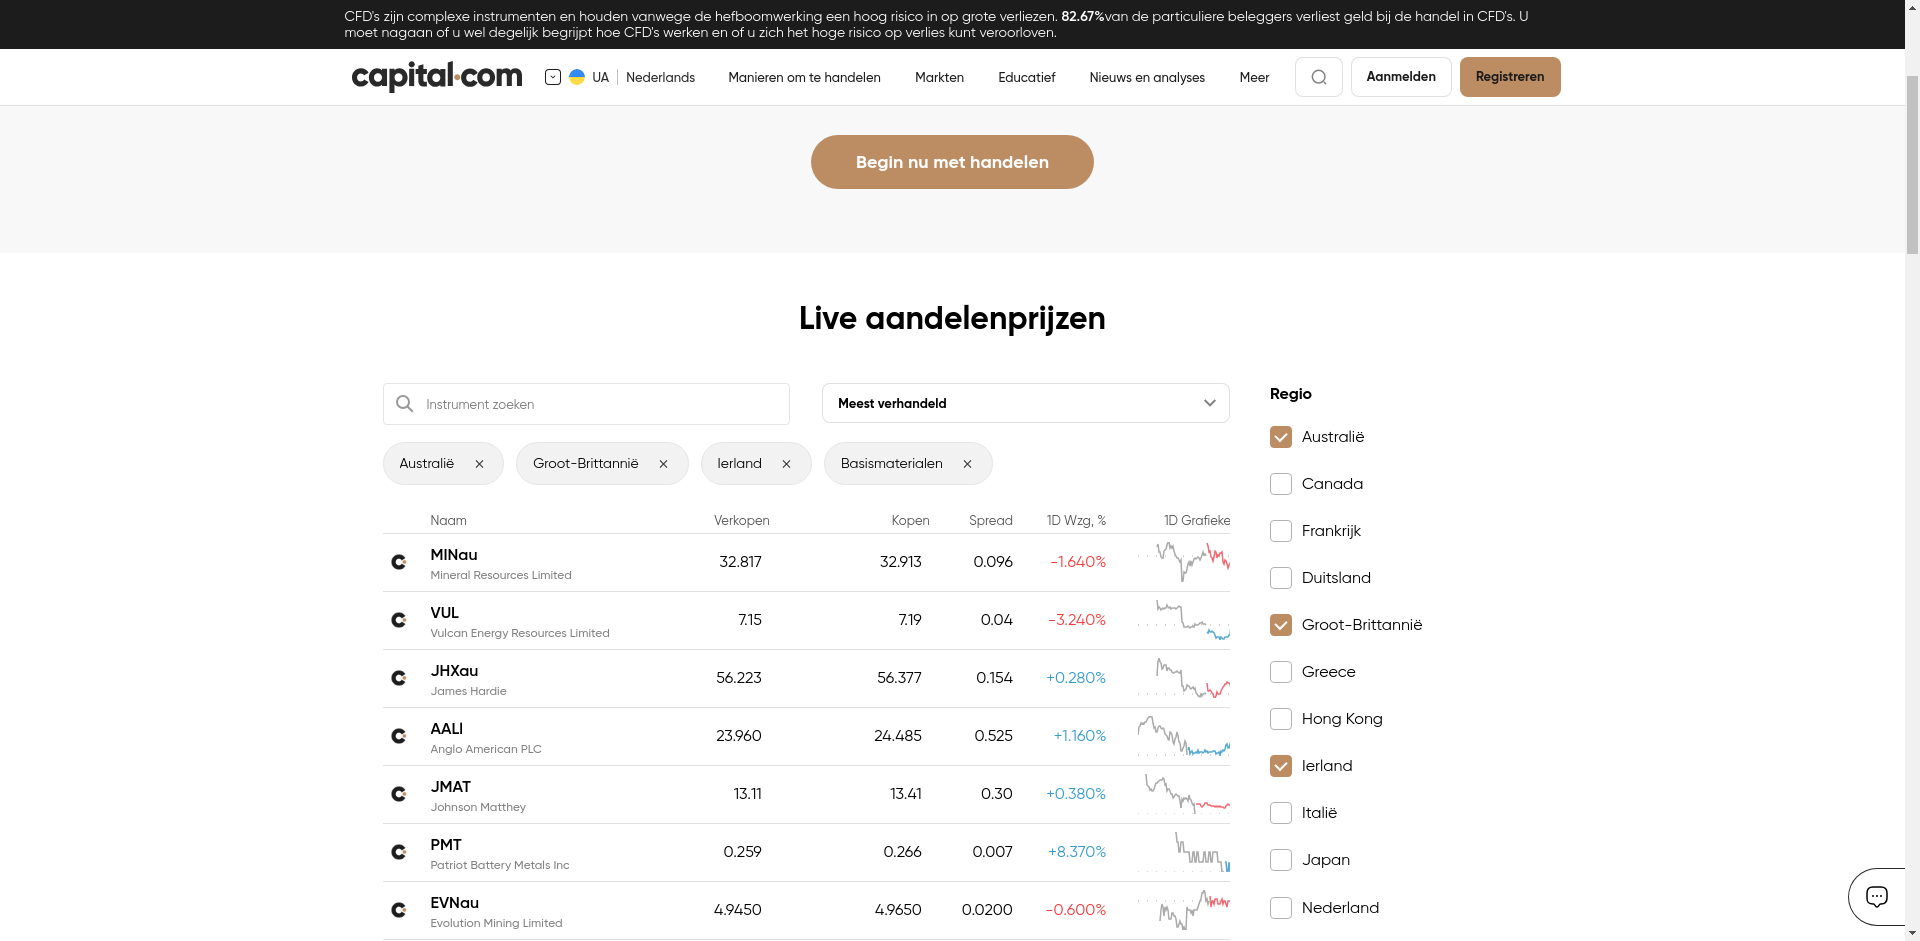 CFD's zijn complexe instrumenten en houden vanwege de hefboomwerking een hoog risico in op grote verliezen. 82.67%van de particuliere beleggers verliest geld bij de handel in CFD's. U
moet nagaan of u wel degelijk begrijpt hoe CFD's werken en of u zich het hoge risico op verlies kunt veroorloven.
capital.com UA Nederlands Manieren om te handelen Markten Educatief Nieuws en analyses Meer Aanmelden Registreren
Begin nu met handelen
Live aandelenprijzen
Instrument zoeken
Meest verhandeld
Australië × Groot-Brittannië × Ierland × Basismaterialen ×
Naam Verkopen Kopen Spread 1D Wzg, % 1D Grafieke
MINau 32.817 32.913 0.096 -1.640%
Mineral Resources Limited
VUL 7.15 7.19 0.04 -3.240%
Vulcan Energy Resources Limited
JHXau 56.223 56.377 0.154 +0.280%
James Hardie
AALl 23.960 24.485 0.525 +1.160%
Anglo American PLC
JMAT 13.11 13.41 0.30 +0.380%
Johnson Matthey
PMT 0.259 0.266 0.007 +8.370%
Patriot Battery Metals Inc
EVNau 4.9450 4.9650 0.0200 -0.600%
Evolution Mining Limited
Regio
Australië
Canada
Frankrijk
Duitsland
Groot-Brittannië
Greece
Hong Kong
Ierland
Italië
Japan
Nederland